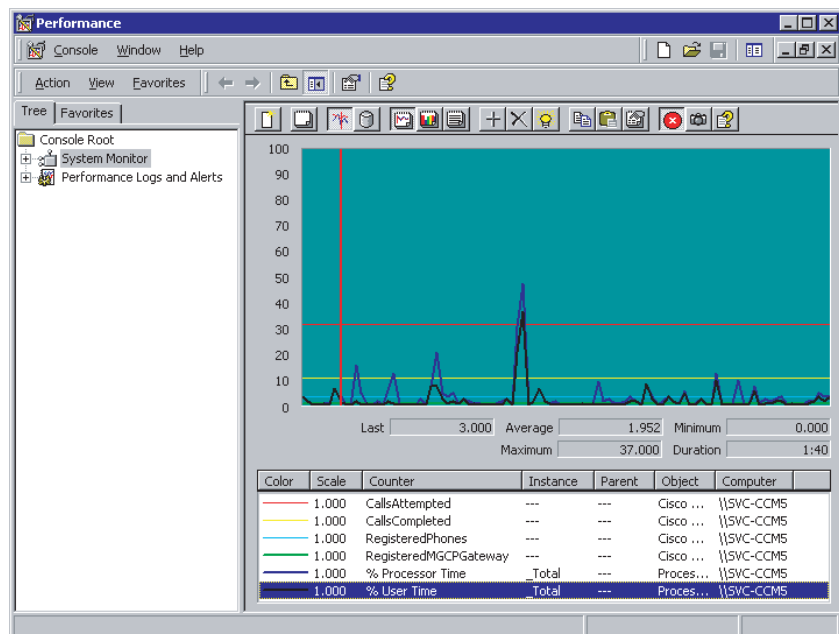 Performance
Console Window Help
Action View Favorites
Tree Favorites
Console Root
System Monitor
Performance Logs and Alerts
100
90
80
70
60
50
40
30
20
10
0
Last 3.000 Average 1.952 Minimum 0.000
Maximum 37.000 Duration 1:40
Color Scale Counter Instance Parent Object Computer
1.000 CallsAttempted --- --- Cisco ... \\SVC-CCM5
1.000 CallsCompleted --- --- Cisco ... \\SVC-CCM5
1.000 RegisteredPhones --- --- Cisco ... \\SVC-CCM5
1.000 RegisteredMGCPGateway --- --- Cisco ... \\SVC-CCM5
1.000 % Processor Time _Total --- Proces... \\SVC-CCM5
1.000 % User Time _Total --- Proces... \\SVC-CCM5